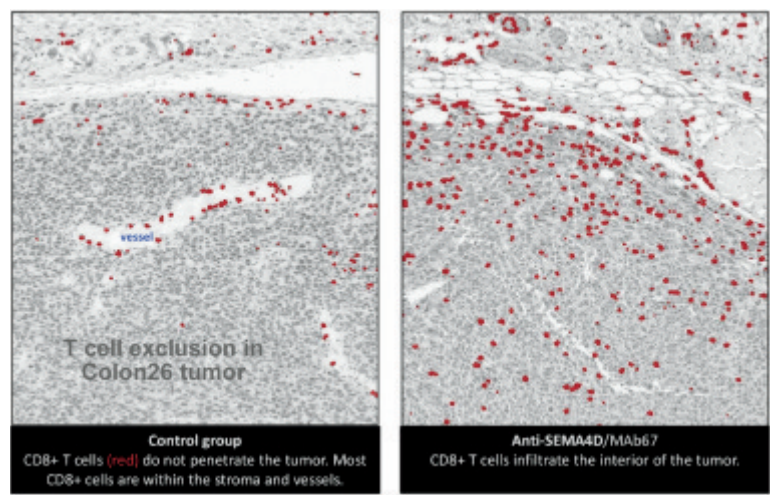 vessel
T cell exclusion in
Colon26 tumor
Control group
CD8+ T cells (red) do not penetrate the tumor. Most
CD8+ cells are within the stroma and vessels.
Anti-SEMA4D/MAb67
CD8+ T cells infiltrate the interior of the tumor.